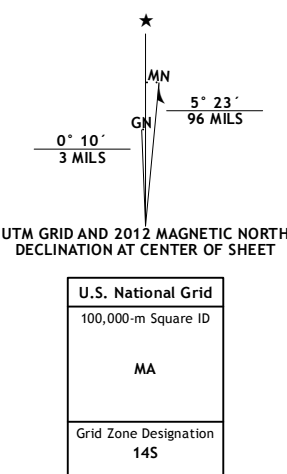 MN
GN
5° 23´
96 MILS
0° 10´
3 MILS
UTM GRID AND 2012 MAGNETIC NORTH
DECLINATION AT CENTER OF SHEET
U.S. National Grid
100,000-m Square ID
MA
Grid Zone Designation
14S